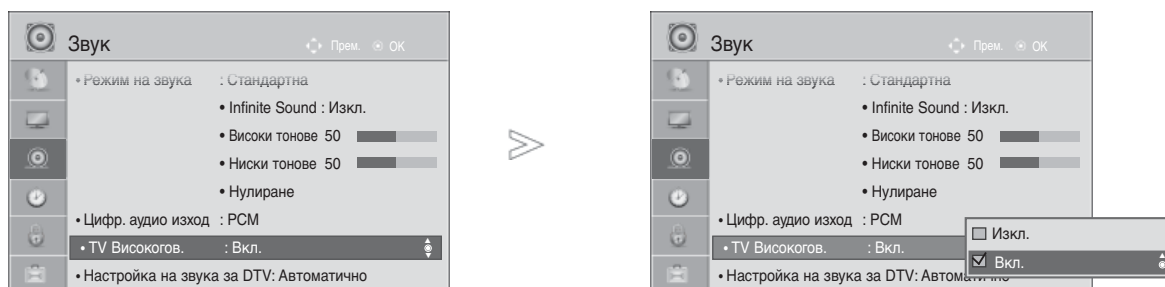 Звук Прем. OK
• Режим на звука : Стандартна
• Infinite Sound : Изкл.
• Високи тонове 50
• Ниски тонове 50
• Нулиране
• Цифр. аудио изход : PCM
• TV Високогов. : Вкл.
• Настройка на звука за DTV: Автоматично
Звук Прем. OK
• Режим на звука : Стандартна
• Infinite Sound : Изкл.
• Високи тонове 50
• Ниски тонове 50
• Нулиране
• Цифр. аудио изход : PCM
• TV Високогов. : Вкл.
• Настройка на звука за DTV: Автоматично
Изкл.
Вкл.